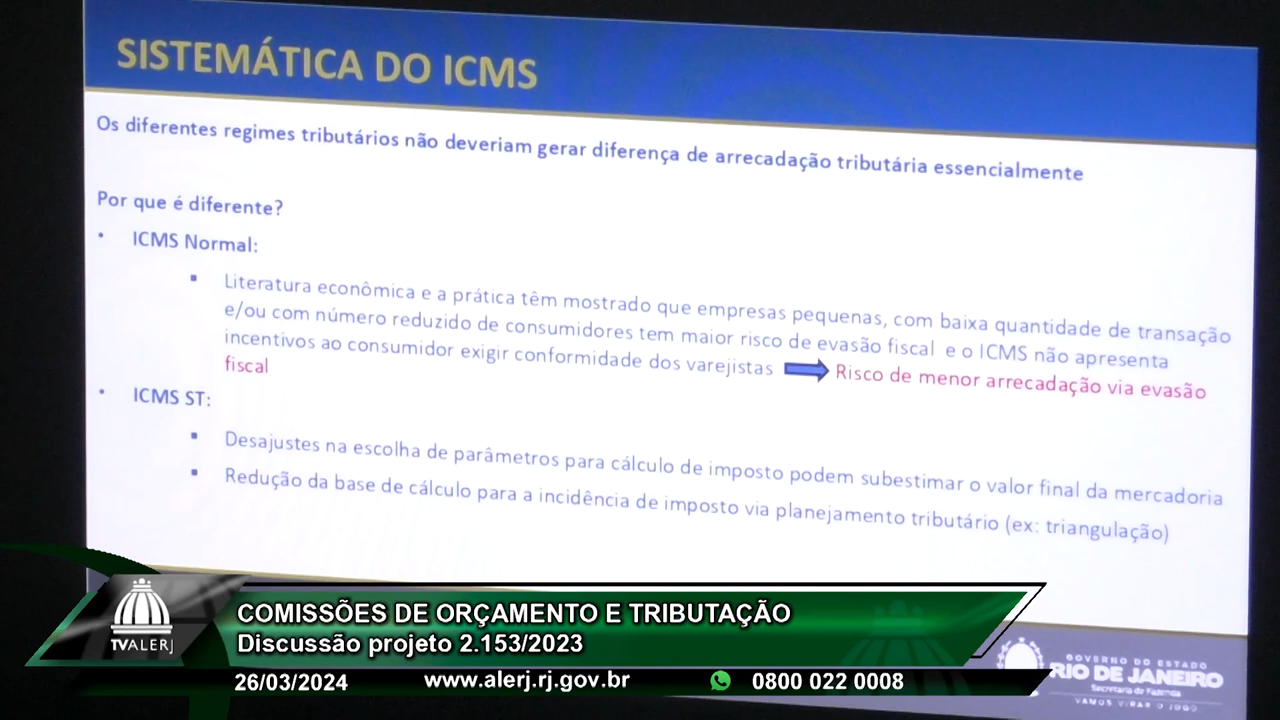 SISTEMÁTICA DO ICMS
Os diferentes regimes tributários não deveriam gerar diferença de arrecadação tributária essencialmente
Por que é diferente?
• ICMS Normal:
▪ Literatura econômica e a prática têm mostrado que empresas pequenas, com baixa quantidade de transação
e/ou com número reduzido de consumidores tem maior risco de evasão fiscal e o ICMS não apresenta
incentivos ao consumidor exigir conformidade dos varejistas Risco de menor arrecadação via evasão
fiscal
• ICMS ST:
▪ Desajustes na escolha de parâmetros para cálculo de imposto podem subestimar o valor final da mercadoria
▪ Redução da base de cálculo para a incidência de imposto via planejamento tributário (ex: triangulação)
TVALERJ
COMISSÕES DE ORÇAMENTO E TRIBUTAÇÃO
Discussão projeto 2.153/2023
26/03/2024 www.alerj.rj.gov.br 0800 022 0008
GOVERNO DO ESTADO
RIO DE JANEIRO
Secretaria de Fazenda
VAMOS VIRAR O JOGO